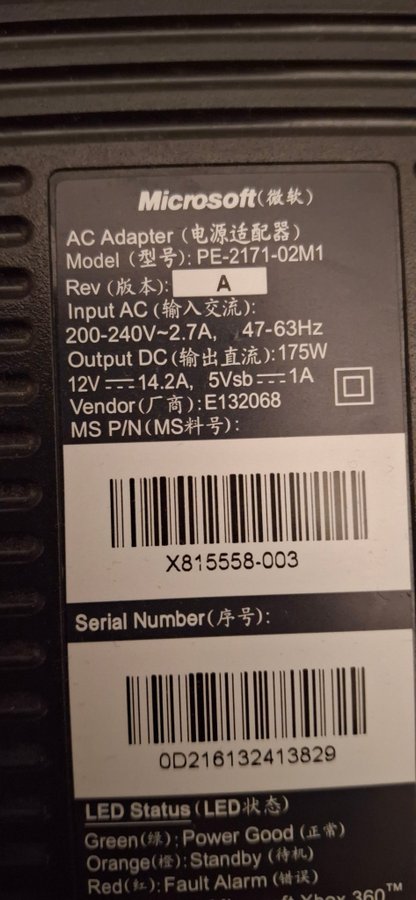 Microsoft(微软)
AC Adapter (电源适配器)
Model (型号): PE-2171-02M1
Rev (版本): A
Input AC (输入交流):
200-240V~2.7A, 47-63Hz
Output DC(输出直流):175W
12V⎓14.2A, 5Vsb⎓1A
Vendor(厂商):E132068
MS P/N(MS料号):
X815558-003
Serial Number(序号):
0D216132413829
LED Status (LED状态)
Green(绿): Power Good (正常)
Orange(橙): Standby (待机)
Red(红): Fault Alarm (错误)
Xbox 360™